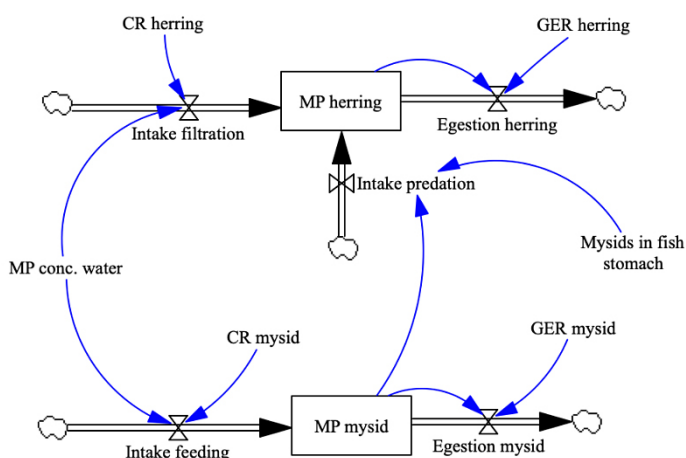 CR herring
GER herring
MP herring
Intake filtration
Egestion herring
Intake predation
Mysids in fish
stomach
MP conc. water
CR mysid
GER mysid
MP mysid
Intake feeding
Egestion mysid